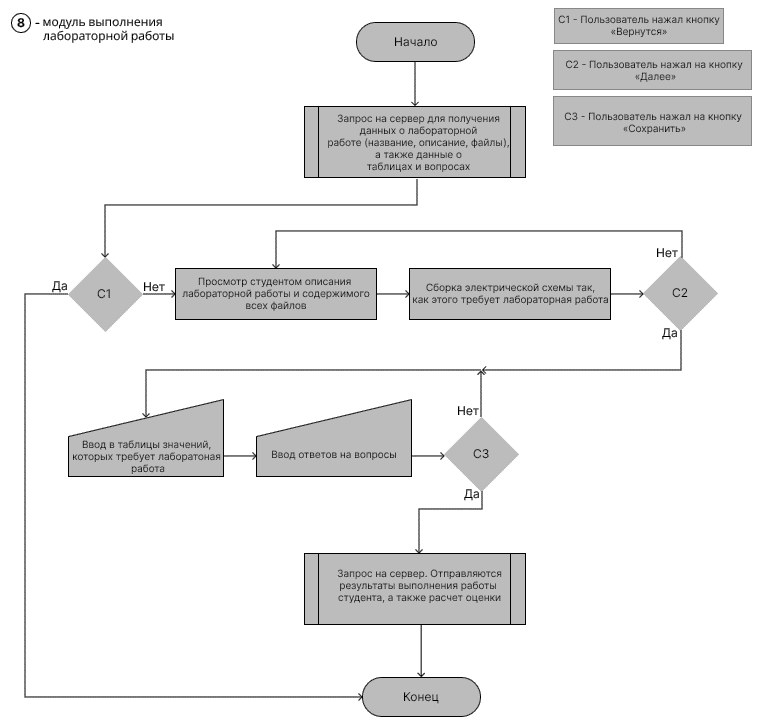 8 - модуль выполнения
лабораторной работы
Начало
С1 - Пользователь нажал кнопку
«Вернутся»
С2 - Пользователь нажал на кнопку
«Далее»
С3 - Пользователь нажал на кнопку
«Сохранить»
Запрос на сервер для получения
данных о лабораторной
работе (название, описание, файлы),
а также данные о
таблицах и вопросах
Да
С1
Нет
Просмотр студентом описания
лабораторной работы и содержимого
всех файлов
Сборка электрической схемы так,
как этого требует лабораторная работа
Нет
С2
Да
Ввод в таблицы значений,
которых требует лаборатоная
работа
Ввод ответов на вопросы
Нет
С3
Да
Запрос на сервер. Отправляются
результаты выполнения работы
студента, а также расчет оценки
Конец